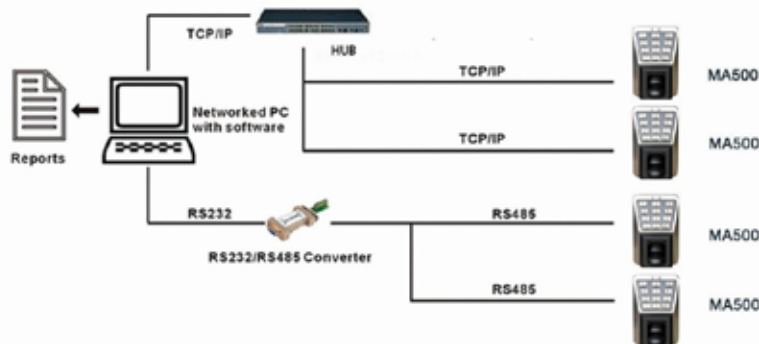 TCP/IP
HUB
TCP/IP
MA500
Networked PC
with software
Reports
TCP/IP
MA500
RS232
RS485
MA500
RS232/RS485 Converter
RS485
MA500